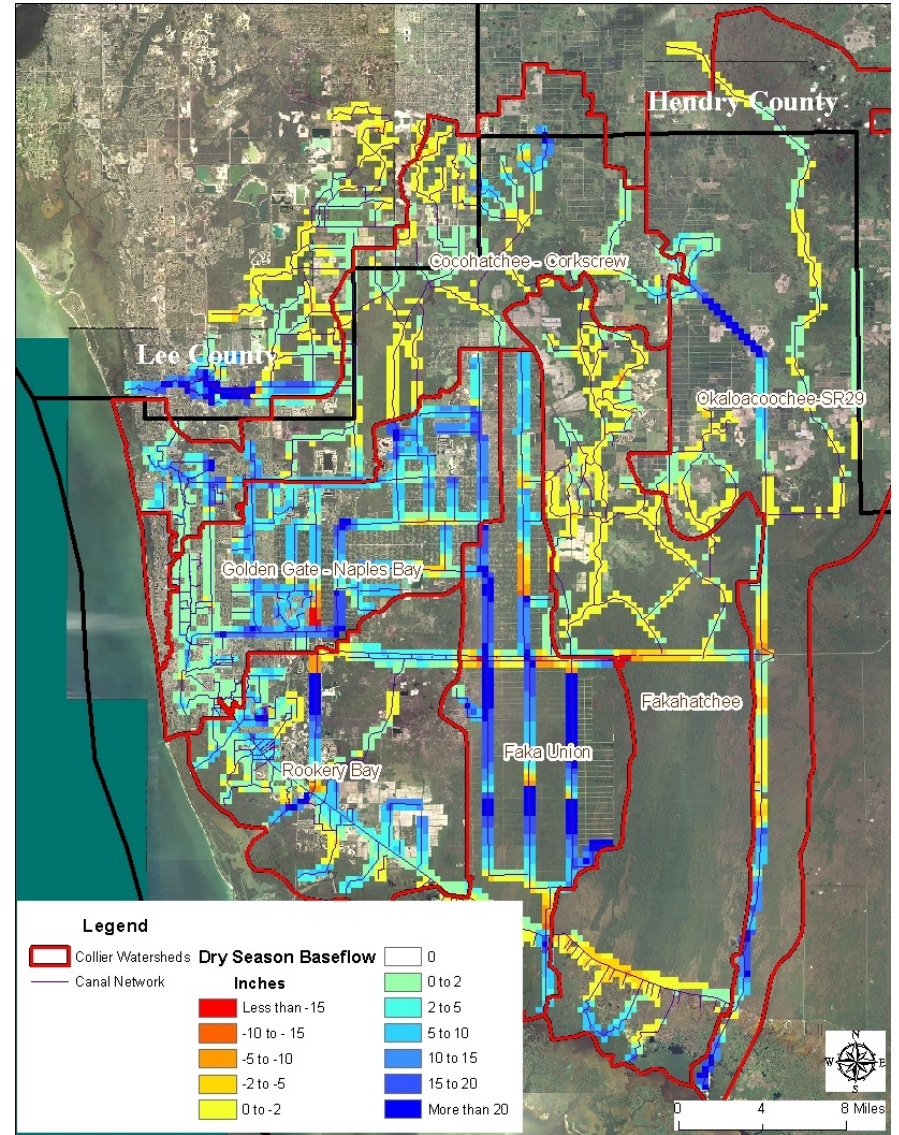 Hendry County
Cocohatchee - Corkscrew
Lee County
Okaloacoochee-SR29
Golden Gate - Naples Bay
Fakahatchee
Faka Union
Rookery Bay
Legend
Collier Watersheds
Canal Network
Dry Season Baseflow
Inches
Less than -15
-10 to - 15
-5 to -10
-2 to -5
0 to -2
0
0 to 2
2 to 5
5 to 10
10 to 15
15 to 20
More than 20
N
W E
S
0 4 8 Miles